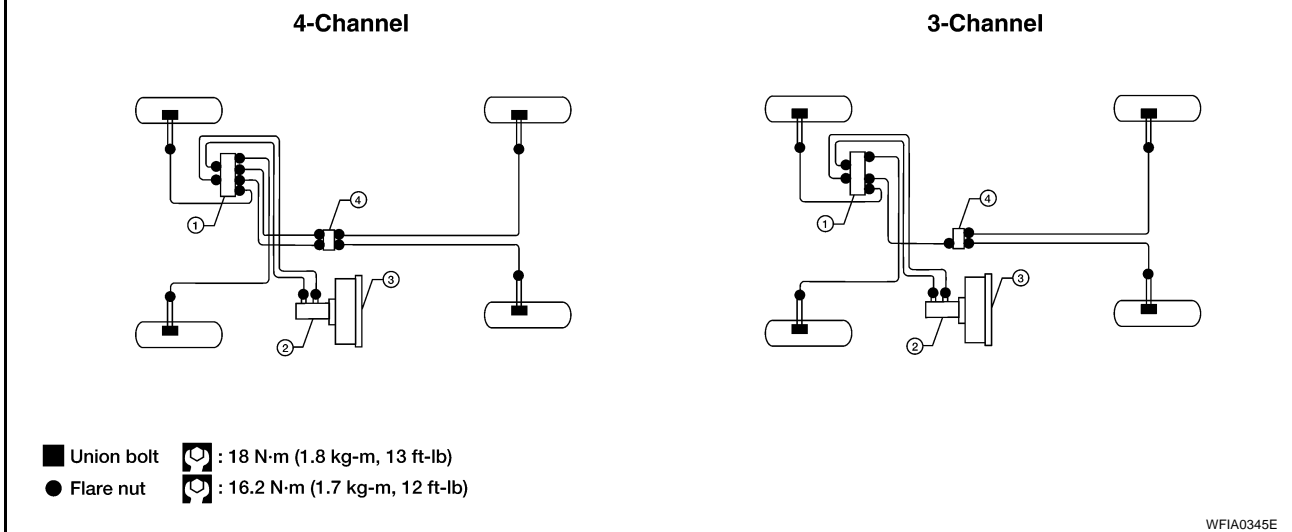 4-Channel
3-Channel
1
2
3
4
1
2
3
4
Union bolt : 18 N·m (1.8 kg-m, 13 ft-lb)
Flare nut : 16.2 N·m (1.7 kg-m, 12 ft-lb)
WFIA0345E